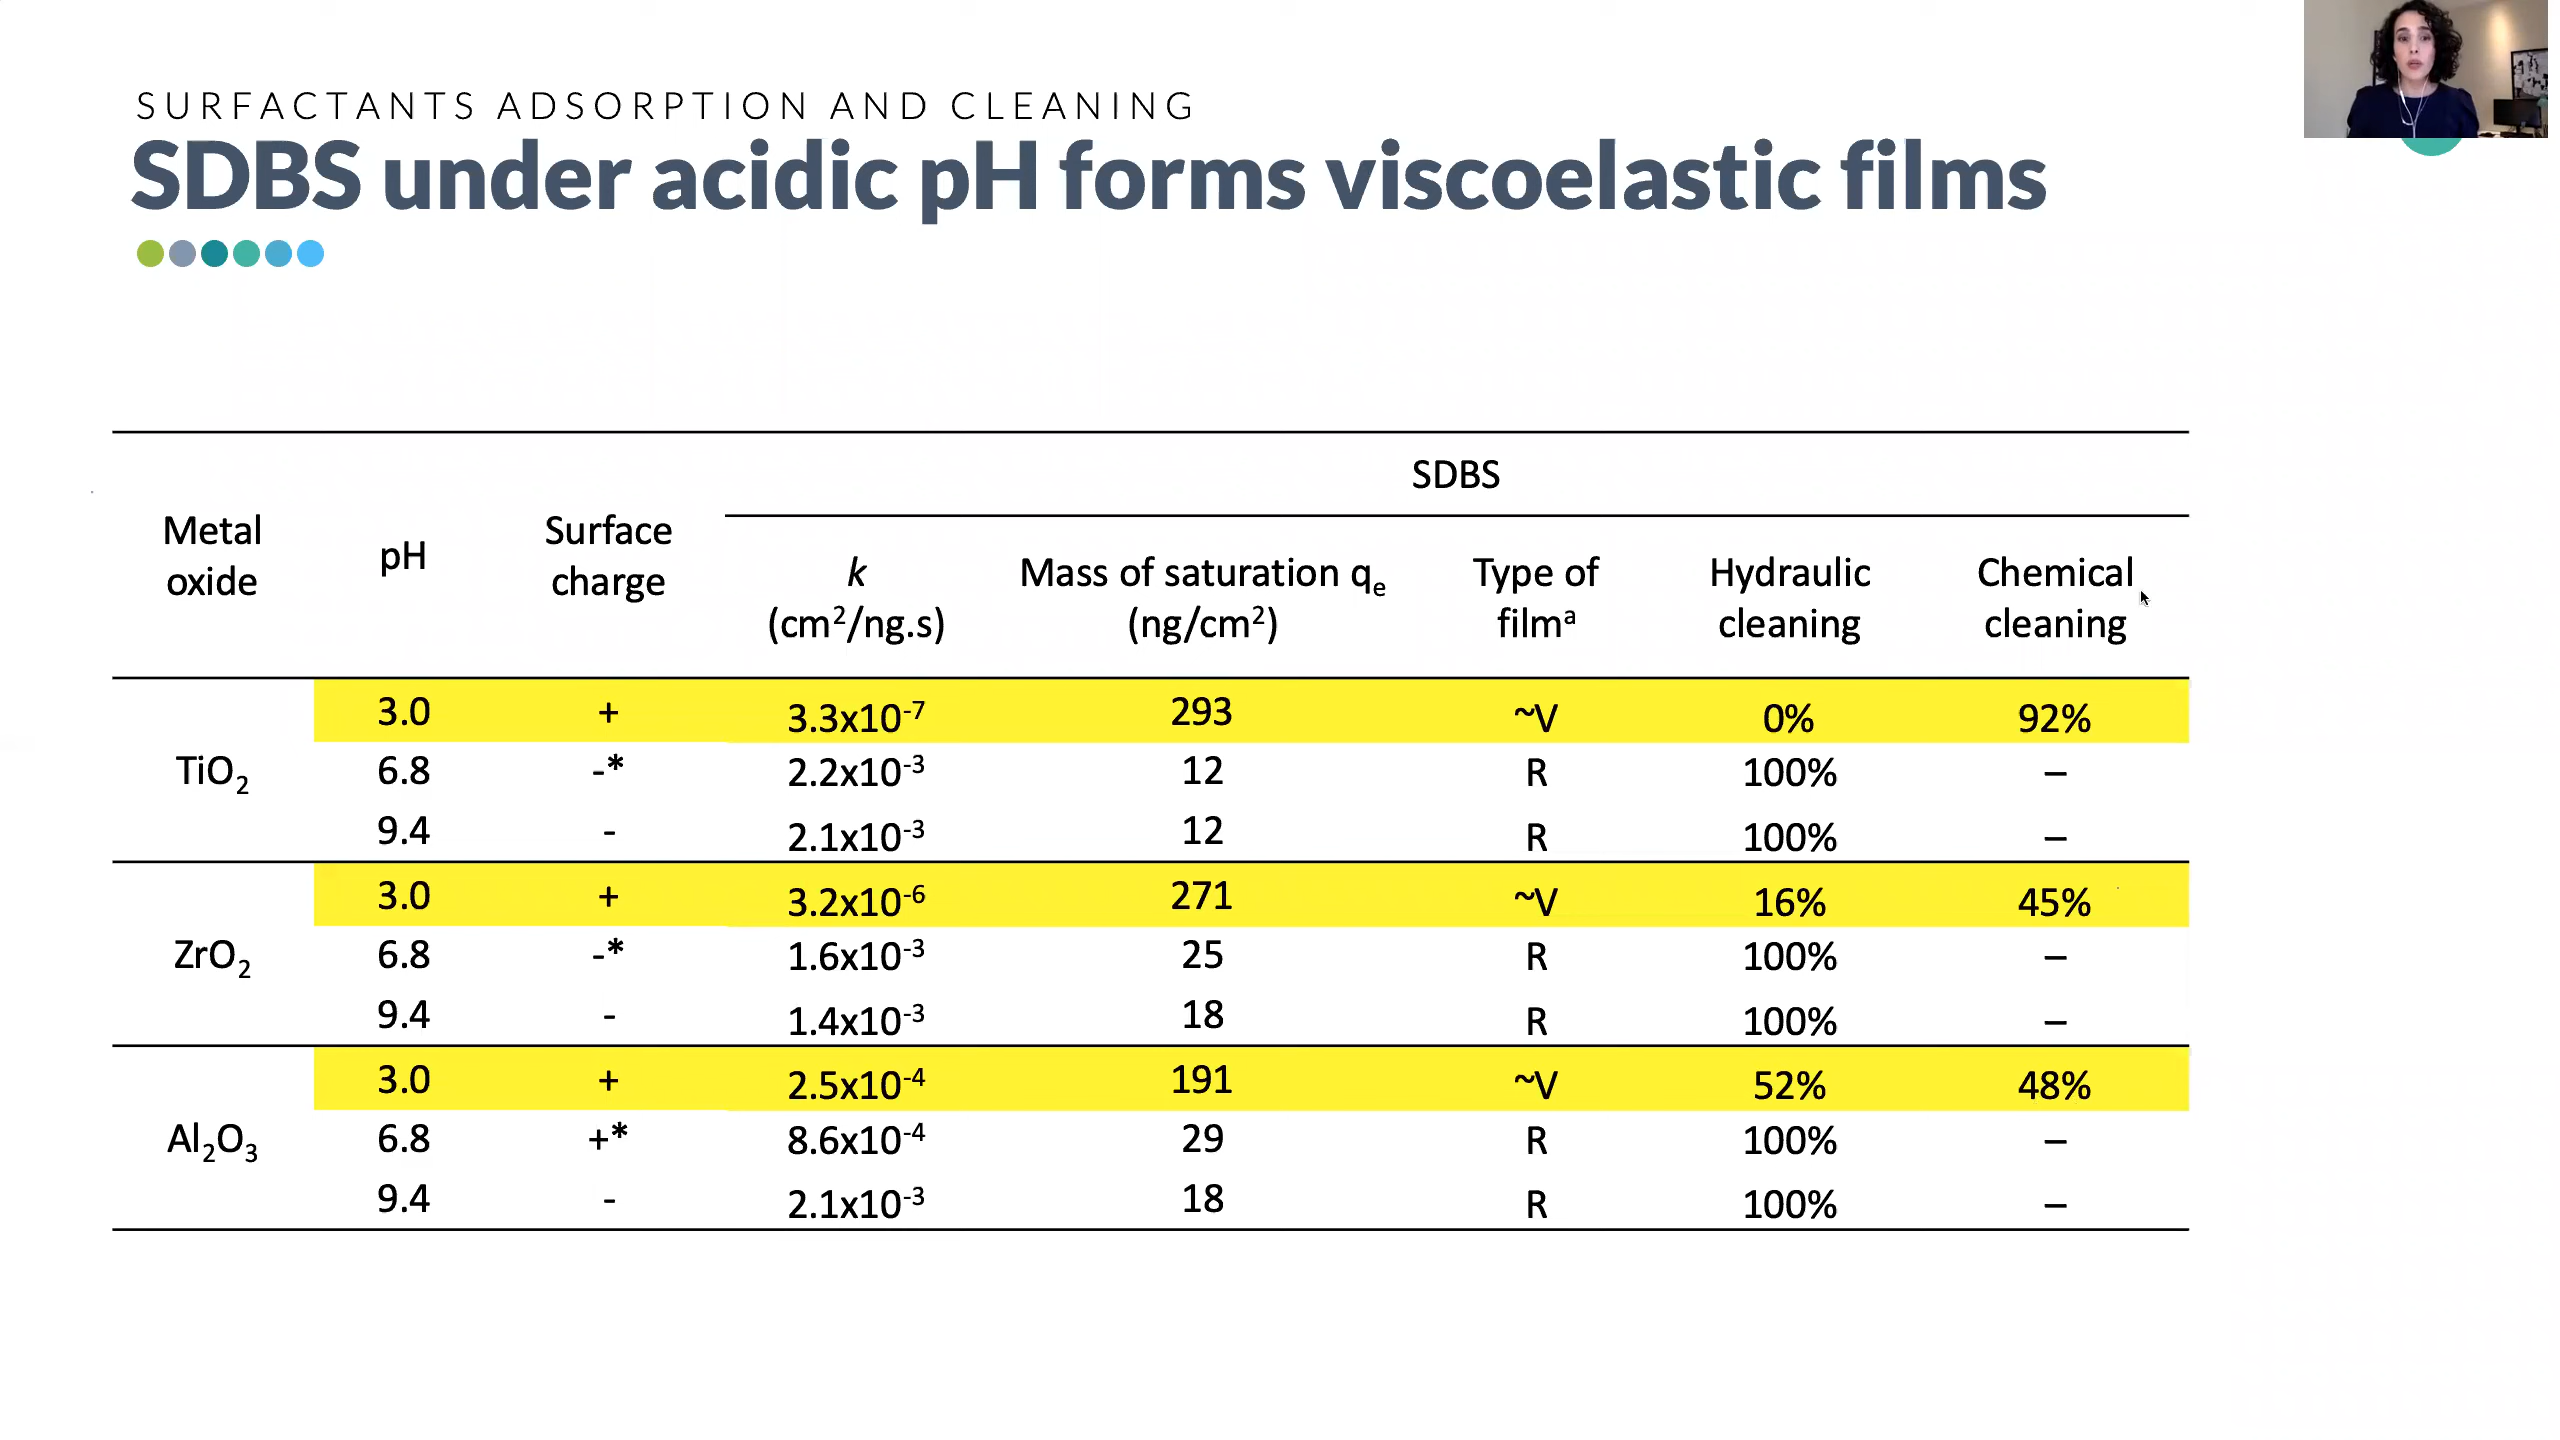 SURFACTANTS ADSORPTION AND CLEANING
SDBS under acidic pH forms viscoelastic films
SDBS
Metal oxide pH Surface charge k (cm²/ng.s) Mass of saturation qₑ (ng/cm²) Type of filmᵃ Hydraulic cleaning Chemical cleaning
3.0 + 3.3x10⁻⁷ 293 ~V 0% 92%
TiO₂ 6.8 -* 2.2x10⁻³ 12 R 100% –
9.4 - 2.1x10⁻³ 12 R 100% –
3.0 + 3.2x10⁻⁶ 271 ~V 16% 45%
ZrO₂ 6.8 -* 1.6x10⁻³ 25 R 100% –
9.4 - 1.4x10⁻³ 18 R 100% –
3.0 + 2.5x10⁻⁴ 191 ~V 52% 48%
Al₂O₃ 6.8 +* 8.6x10⁻⁴ 29 R 100% –
9.4 - 2.1x10⁻³ 18 R 100% –